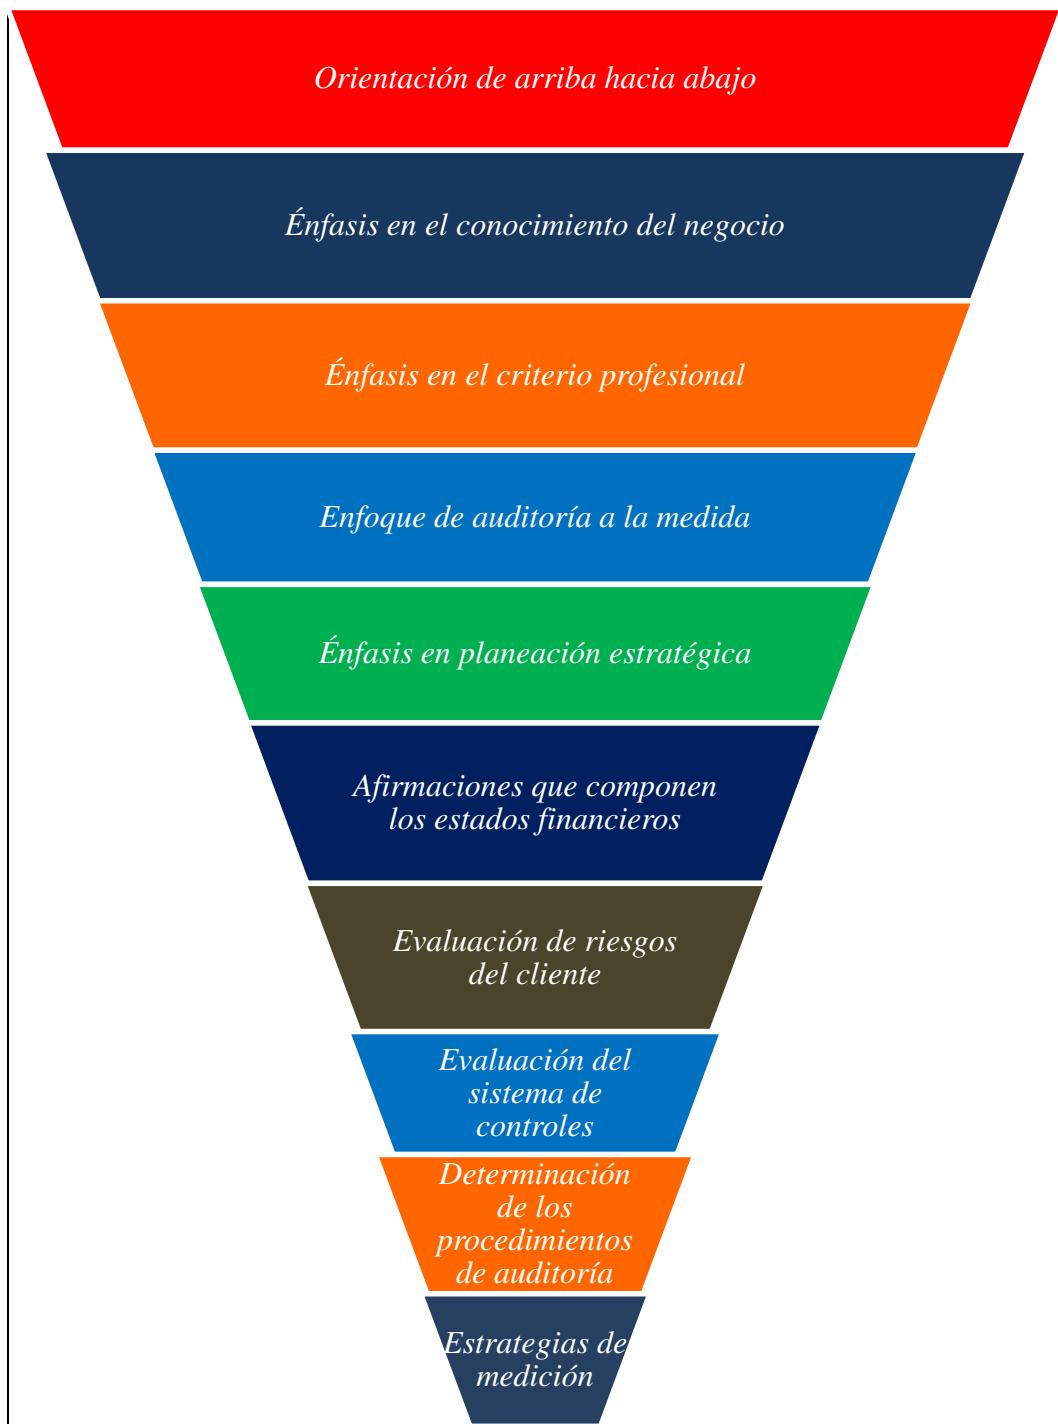 Orientación de arriba hacia abajo
Énfasis en el conocimiento del negocio
Énfasis en el criterio profesional
Enfoque de auditoría a la medida
Énfasis en planeación estratégica
Afirmaciones que componen
los estados financieros
Evaluación de riesgos
del cliente
Evaluación del
sistema de
controles
Determinación
de los
procedimientos
de auditoría
Estrategias de
medición